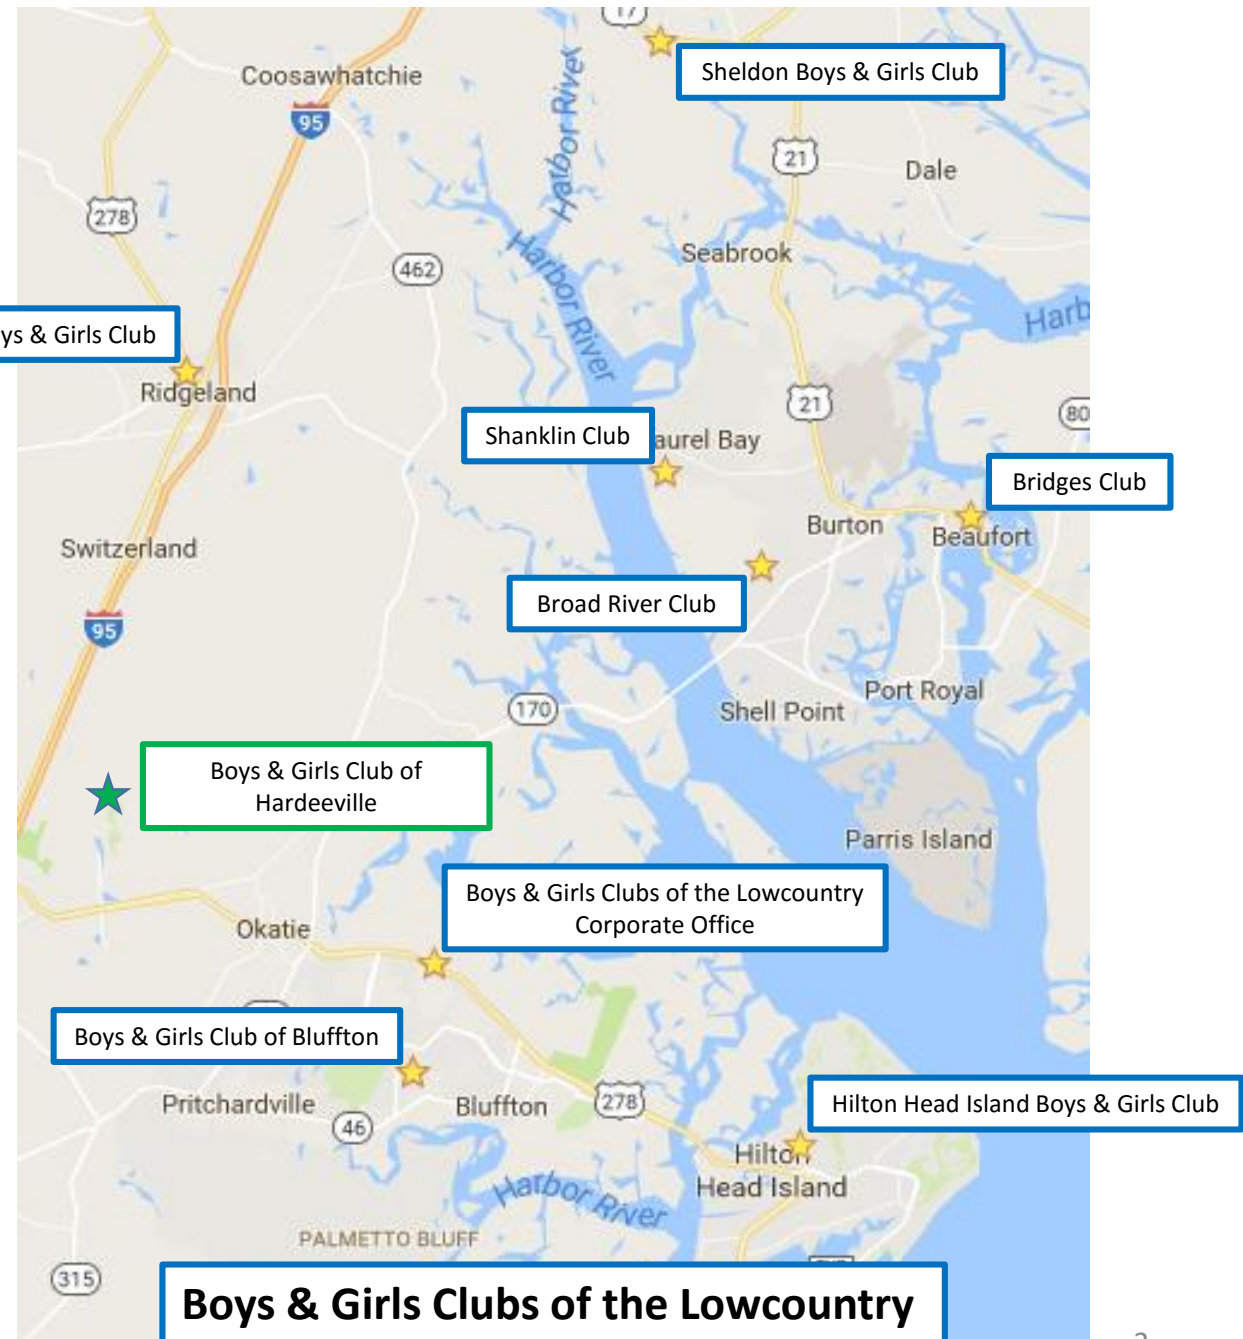 17
Sheldon Boys & Girls Club
Coosawhatchie
95
Harbor River
21
Dale
278
Seabrook
462
Harbor River
Harb
ys & Girls Club
Ridgeland
21
80
Shanklin Club
aurel Bay
Bridges Club
Burton
Beaufort
Switzerland
Broad River Club
95
Port Royal
170
Shell Point
Boys & Girls Club of
Hardeeville
Parris Island
Boys & Girls Clubs of the Lowcountry
Corporate Office
Okatie
Boys & Girls Club of Bluffton
Pritchardville
Bluffton
278
Hilton Head Island Boys & Girls Club
46
Hilton
Head Island
Harbor River
PALMETTO BLUFF
315
Boys & Girls Clubs of the Lowcountry